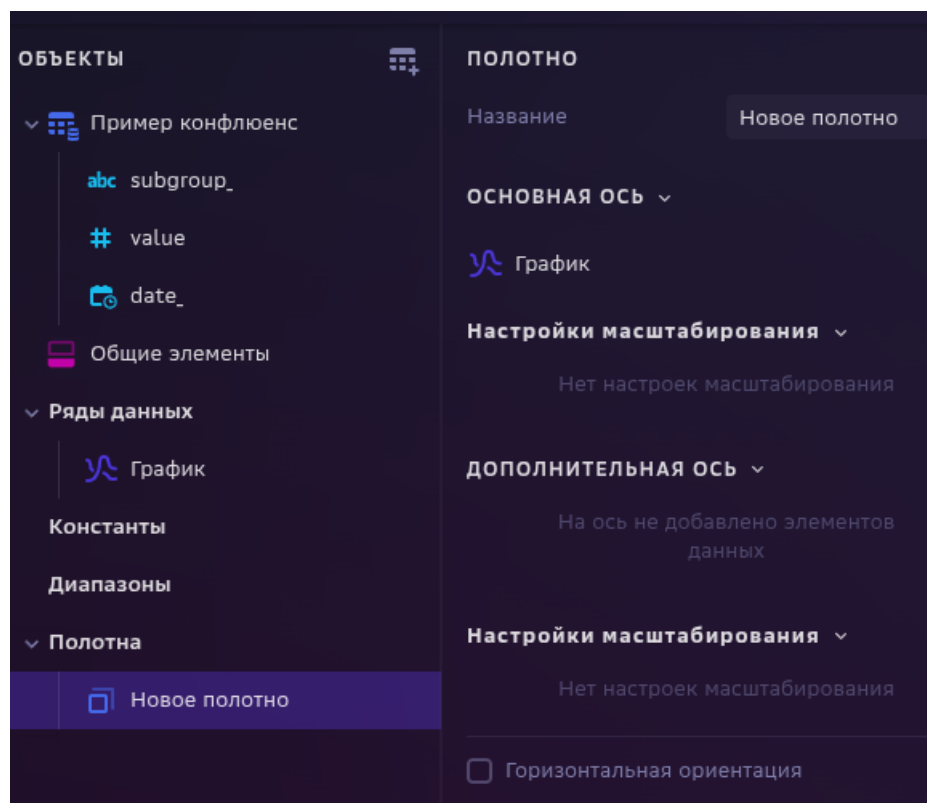 ОБЪЕКТЫ
Пример конфлюенс
abc subgroup_
# value
date_
Общие элементы
Ряды данных
График
Константы
Диапазоны
Полотна
Новое полотно
ПОЛОТНО
Название
Новое полотно
ОСНОВНАЯ ОСЬ
График
Настройки масштабирования
Нет настроек масштабирования
ДОПОЛНИТЕЛЬНАЯ ОСЬ
На ось не добавлено элементов
данных
Настройки масштабирования
Нет настроек масштабирования
Горизонтальная ориентация